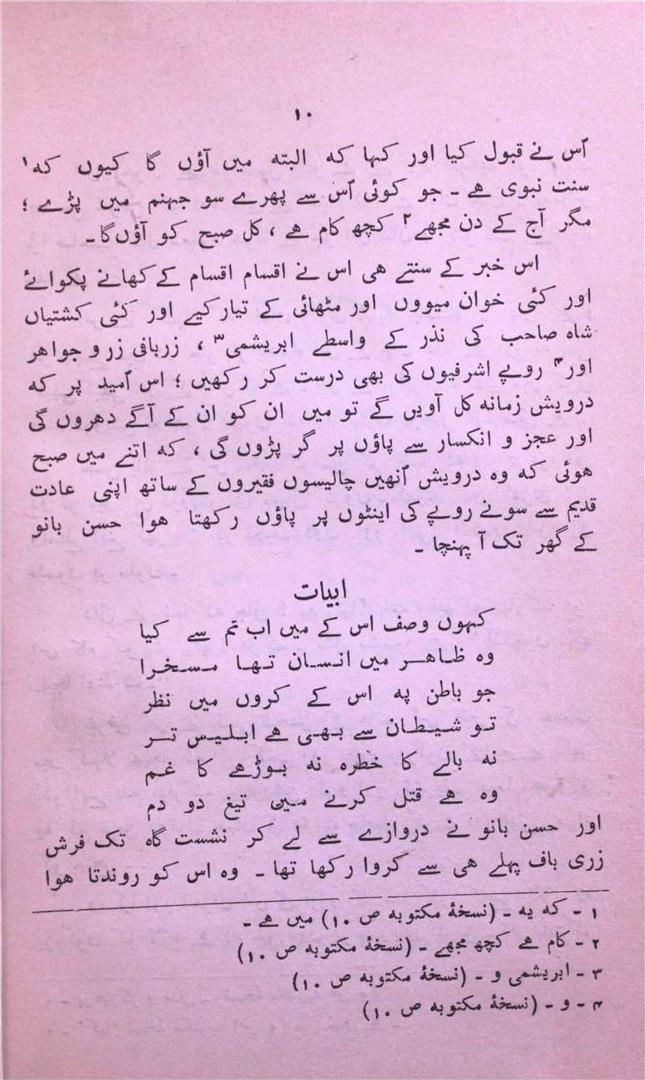 ۱۰
اُس نے قبول کیا اور کہا کہ البتہ میں آؤں گا کیوں کہ۱
سنت نبوی ہے ۔ جو کوئی اُس سے پھرے سو جہنم میں پڑے ؛
مگر آج کے دن مجھے۲ کچھ کام ہے ، کل صبح کو آؤں گا ۔
اس خبر کے سنتے ہی اس نے اقسام اقسام کے کھانے پکوائے
اور کئی خوان میووں اور مٹھائی کے تیار کیے اور کئی کشتیاں
شاہ صاحب کی نذر کے واسطے ابریشمی۳ ، زربافی زر و جواہر
اور۴ روپے اشرفیوں کی بھی درست کر رکھیں ؛ اس اُمید پر کہ
درویش زمانہ کل آویں گے تو میں ان کو ان کے آگے دھروں گی
اور عجز و انکسار سے پاؤں پر گر پڑوں گی ، کہ اتنے میں صبح
ہوئی کہ وہ درویش اُنھیں چالیسوں فقیروں کے ساتھ اپنی عادت
قدیم سے سونے روپے کی اینٹوں پر پاؤں رکھتا ہوا حسن بانو
کے گھر تک آ پہنچا ۔
ابیات
کہوں وصف اس کے میں اب تم سے کیا
وہ ظاہر میں انسان تھا مسخرا
جو باطن پہ اس کے کروں میں نظر
تو شیطان سے بھی ہے ابلیس تر
نہ بالے کا خطرہ نہ بوڑھے کا غم
وہ ہے قتل کرنے میں تیغ دو دم
اور حسن بانو نے دروازے سے لے کر نشست گاہ تک فرش
زری باف پہلے ہی سے کروا رکھا تھا ۔ وہ اس کو روندتا ہوا
۱ ۔ کہ یہ ۔ (نسخۂ مکتوبہ ص ۱۰) میں ہے ۔
۲ ۔ کام ہے کچھ مجھے ۔ (نسخۂ مکتوبہ ص ۱۰)
۳ ۔ ابریشمی و ۔ (نسخۂ مکتوبہ ص ۱۰)
۴ ۔ و ۔ (نسخۂ مکتوبہ ص ۱۰)